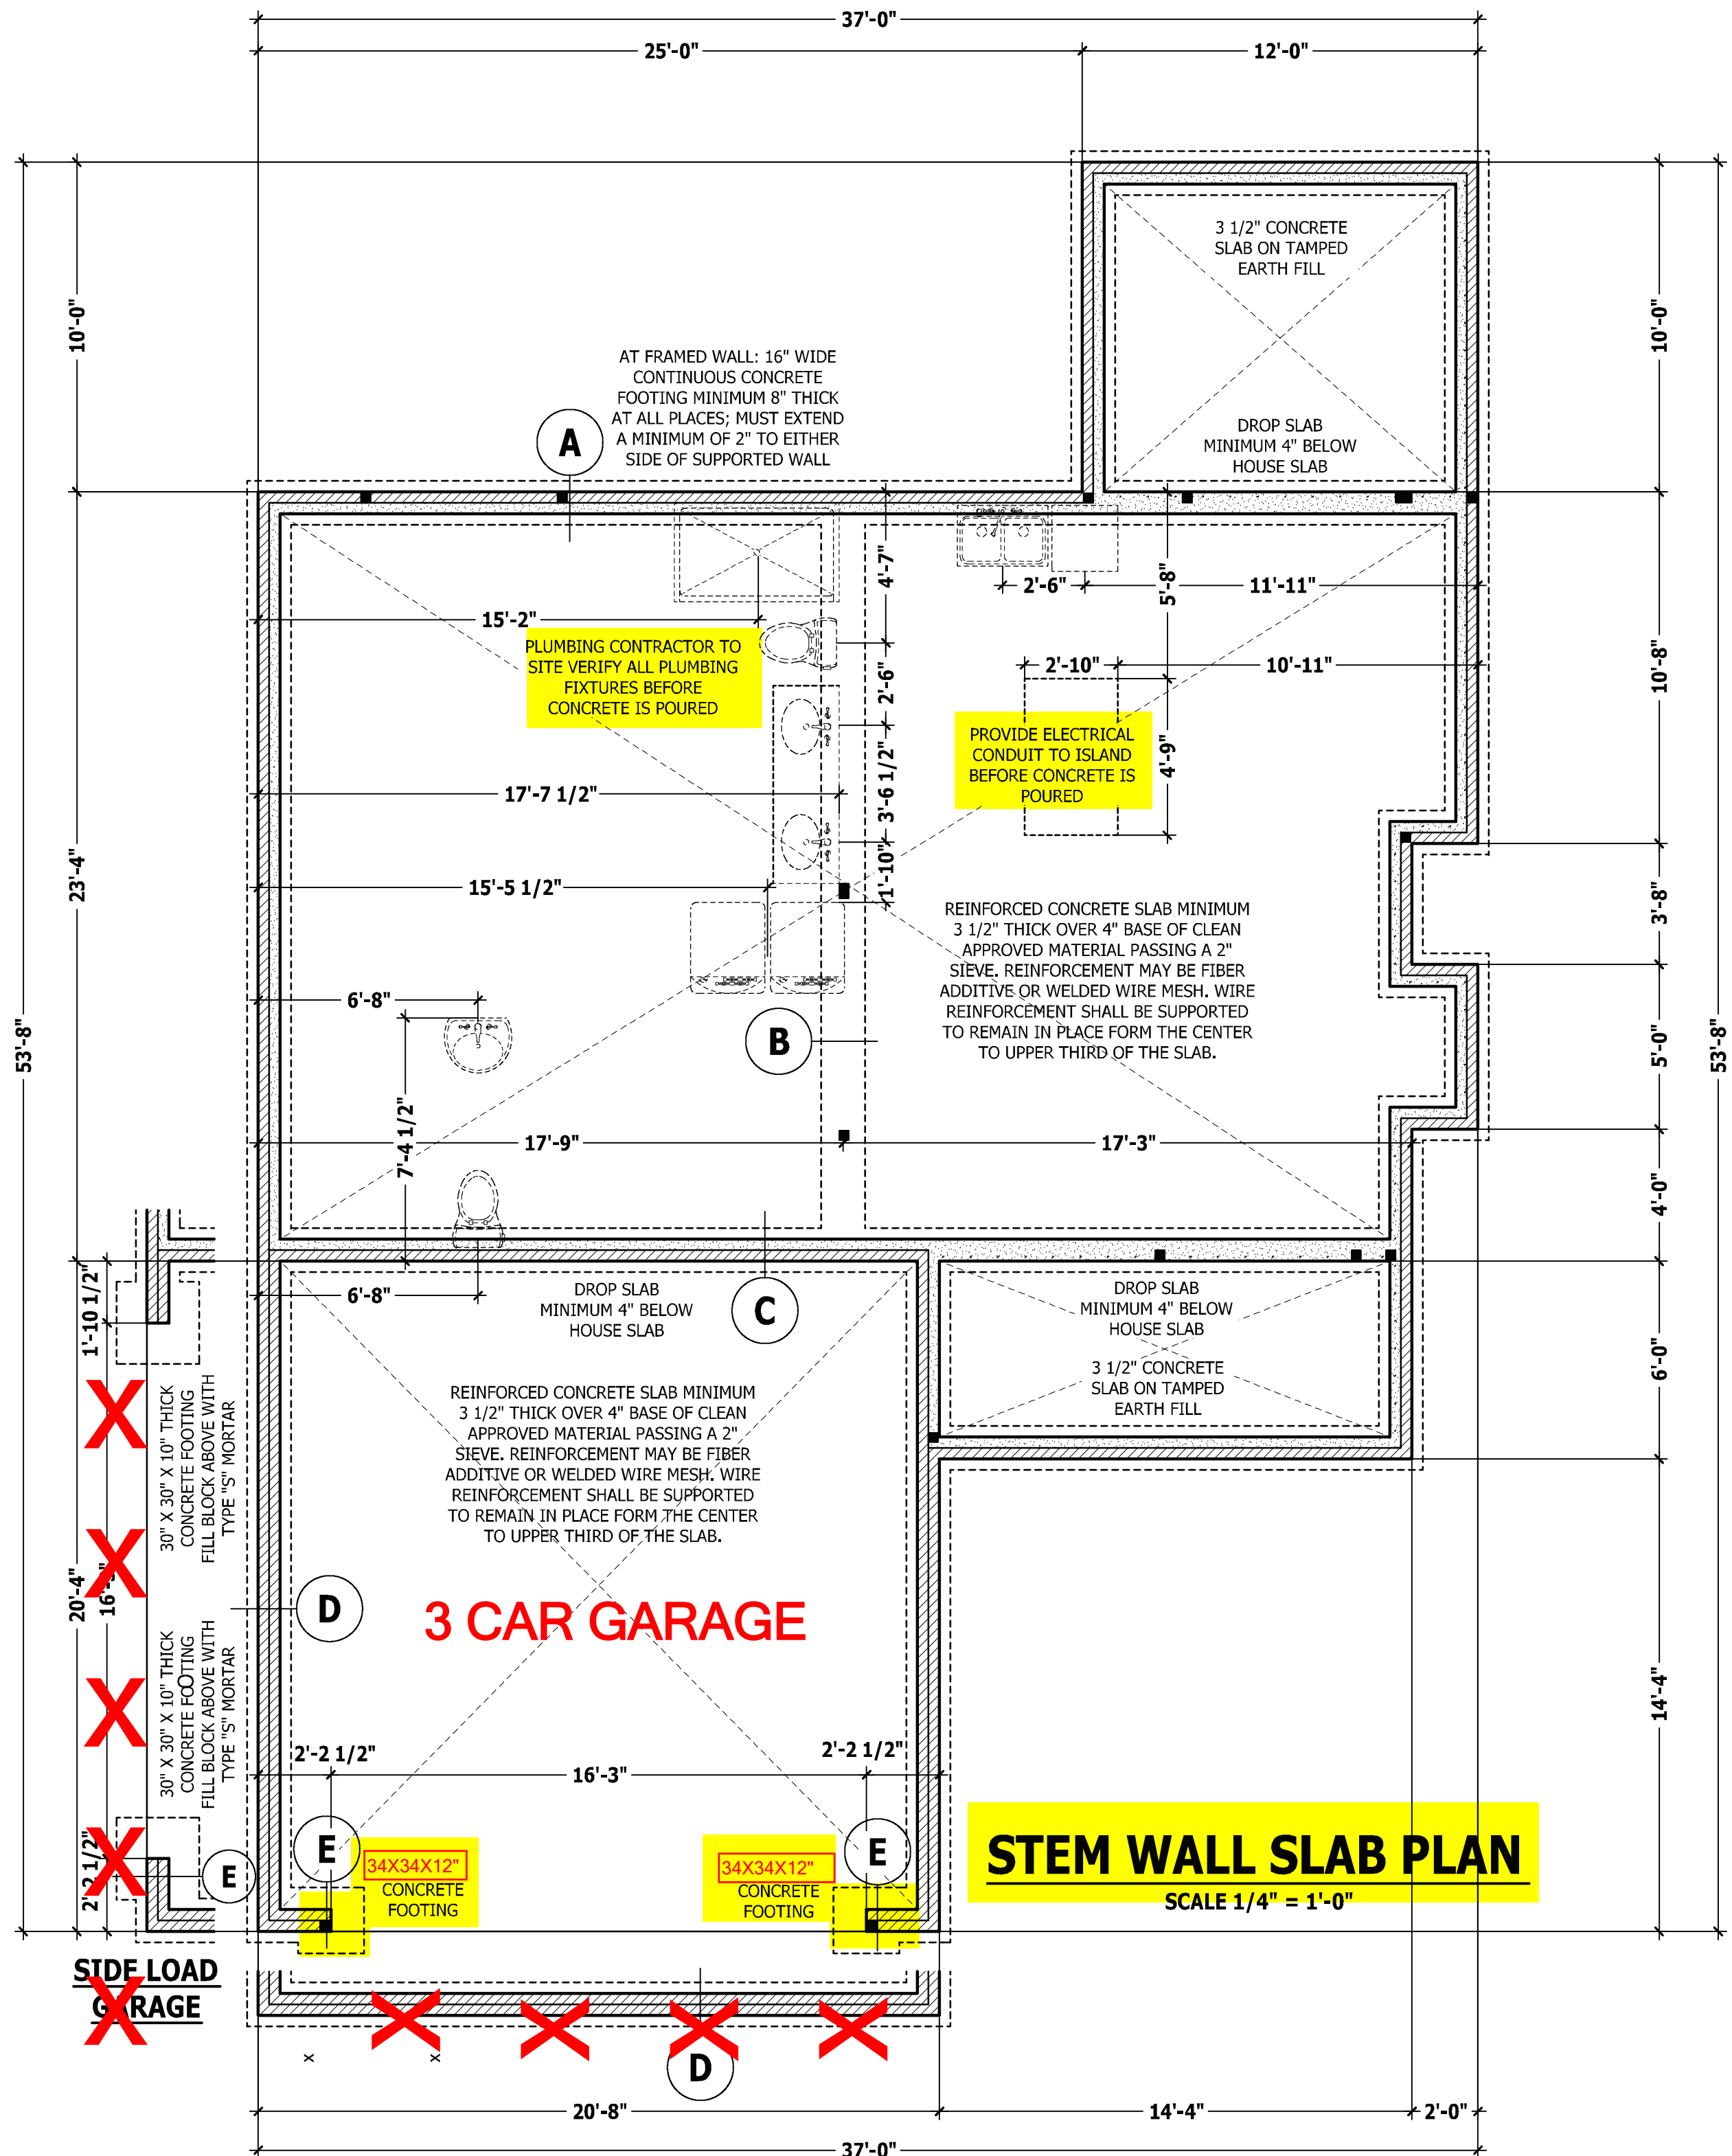 37'-0"
25'-0"
12'-0"
3 1/2" CONCRETE
SLAB ON TAMPED
EARTH FILL
10'-0"
10'-0"
AT FRAMED WALL: 16" WIDE
CONTINUOUS CONCRETE
FOOTING MINIMUM 8" THICK
AT ALL PLACES; MUST EXTEND
A MINIMUM OF 2" TO EITHER
SIDE OF SUPPORTED WALL
A
DROP SLAB
MINIMUM 4" BELOW
HOUSE SLAB
4'-7"
2'-6"
5'-8"
11'-11"
15'-2"
PLUMBING CONTRACTOR TO
SITE VERIFY ALL PLUMBING
FIXTURES BEFORE
CONCRETE IS POURED
2'-6"
2'-10"
10'-11"
10'-8"
PROVIDE ELECTRICAL
CONDUIT TO ISLAND
BEFORE CONCRETE IS
POURED
4'-9"
3'-6 1/2"
17'-7 1/2"
23'-4"
15'-5 1/2"
1'-10"
3'-8"
REINFORCED CONCRETE SLAB MINIMUM
3 1/2" THICK OVER 4" BASE OF CLEAN
APPROVED MATERIAL PASSING A 2"
SIEVE. REINFORCEMENT MAY BE FIBER
ADDITIVE OR WELDED WIRE MESH. WIRE
REINFORCEMENT SHALL BE SUPPORTED
TO REMAIN IN PLACE FORM THE CENTER
TO UPPER THIRD OF THE SLAB.
6'-8"
53'-8"
B
5'-0"
53'-8"
7'-4 1/2"
17'-9"
17'-3"
4'-0"
1'-10 1/2"
6'-8"
DROP SLAB
MINIMUM 4" BELOW
HOUSE SLAB
C
DROP SLAB
MINIMUM 4" BELOW
HOUSE SLAB
3 1/2" CONCRETE
SLAB ON TAMPED
EARTH FILL
6'-0"
30" X 30" X 10" THICK
CONCRETE FOOTING
FILL BLOCK ABOVE WITH
TYPE "S" MORTAR
REINFORCED CONCRETE SLAB MINIMUM
3 1/2" THICK OVER 4" BASE OF CLEAN
APPROVED MATERIAL PASSING A 2"
SIEVE. REINFORCEMENT MAY BE FIBER
ADDITIVE OR WELDED WIRE MESH. WIRE
REINFORCEMENT SHALL BE SUPPORTED
TO REMAIN IN PLACE FORM THE CENTER
TO UPPER THIRD OF THE SLAB.
20'-4"
D
3 CAR GARAGE
30" X 30" X 10" THICK
CONCRETE FOOTING
FILL BLOCK ABOVE WITH
TYPE "S" MORTAR
14'-4"
2'-2 1/2"
16'-3"
2'-2 1/2"
2'-2 1/2"
E
E
E
34X34X12"
CONCRETE
FOOTING
34X34X12"
CONCRETE
FOOTING
STEM WALL SLAB PLAN
SCALE 1/4" = 1'-0"
SIDE LOAD
GARAGE
X X X X
X X X X X
x x
D
20'-8"
14'-4"
2'-0"
37'-0"